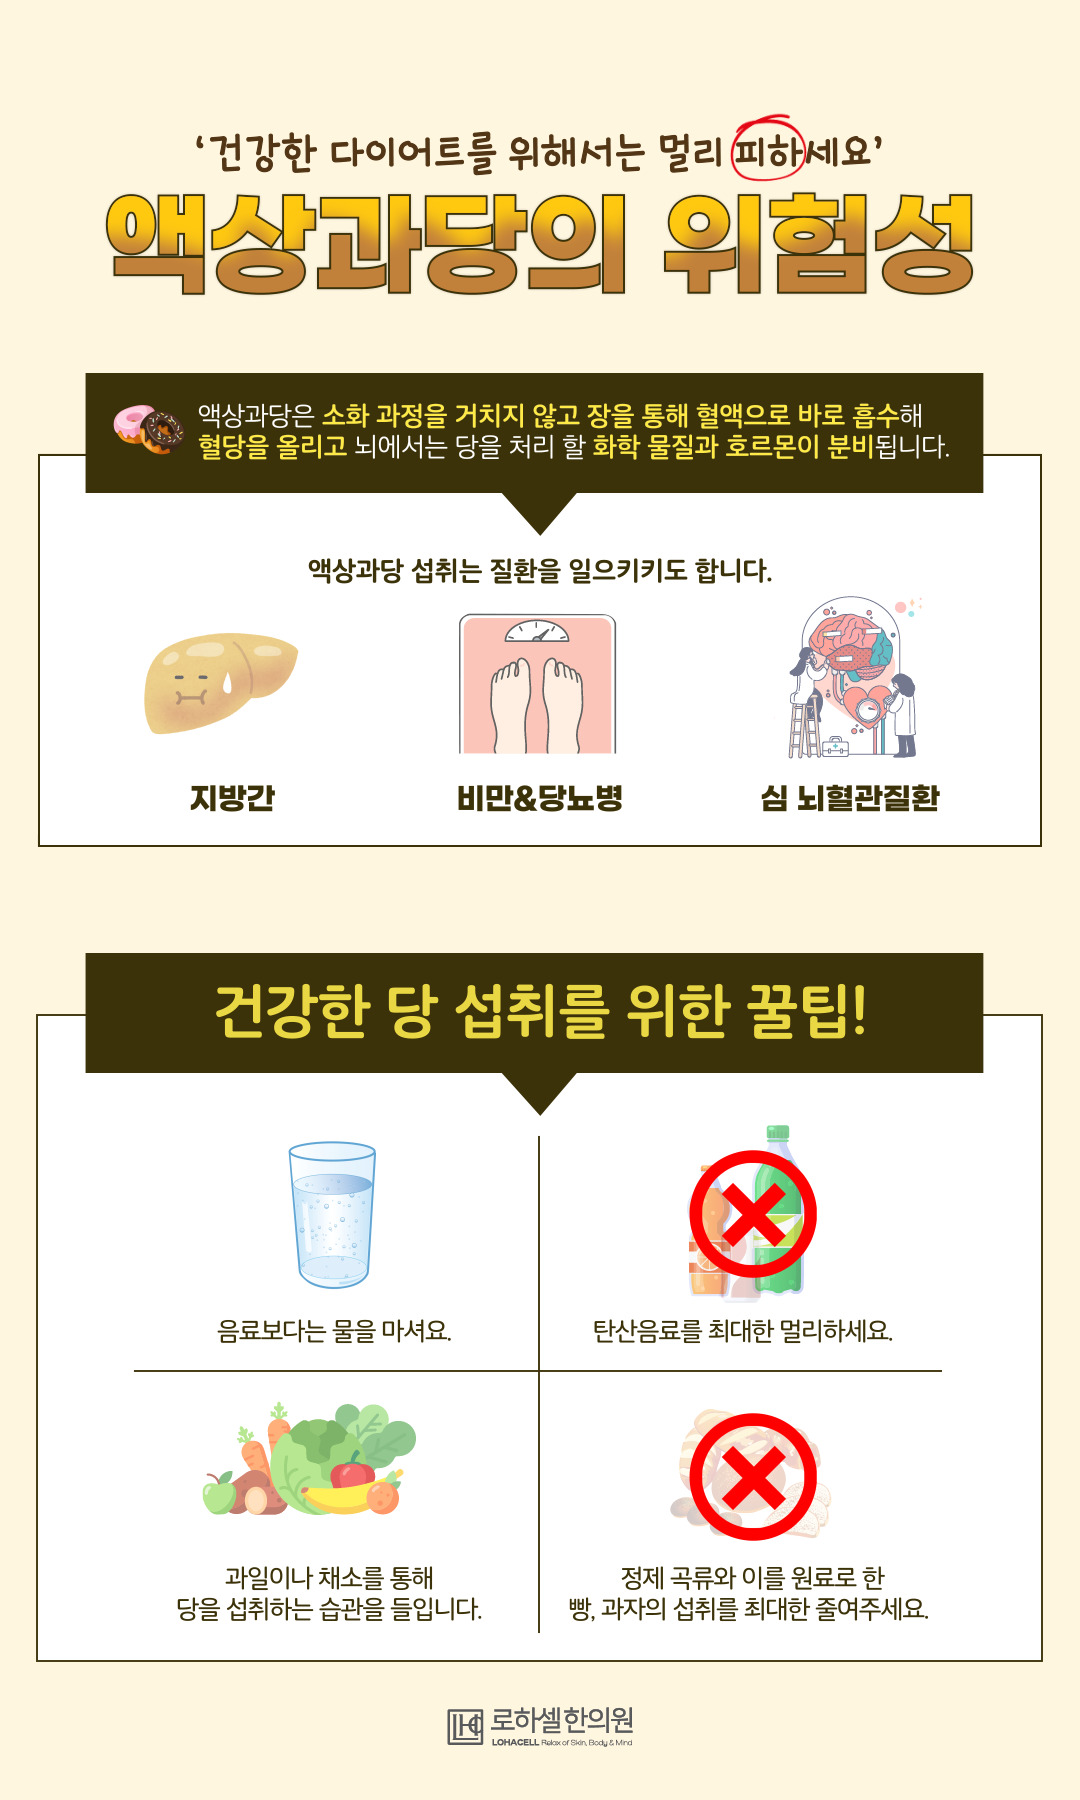 ‘건강한 다이어트를 위해서는 멀리 피하세요’
액상과당의 위험성
액상과당은 소화 과정을 거치지 않고 장을 통해 혈액으로 바로 흡수해
혈당을 올리고 뇌에서는 당을 처리 할 화학 물질과 호르몬이 분비됩니다.
액상과당 섭취는 질환을 일으키키도 합니다.
지방간
비만&당뇨병
심 뇌혈관질환
건강한 당 섭취를 위한 꿀팁!
음료보다는 물을 마셔요.
탄산음료를 최대한 멀리하세요.
과일이나 채소를 통해
당을 섭취하는 습관을 들입니다.
정제 곡류와 이를 원료로 한
빵, 과자의 섭취를 최대한 줄여주세요.
LHC 로하셀한의원
LOHACELL Relax of Skin, Body & Mind